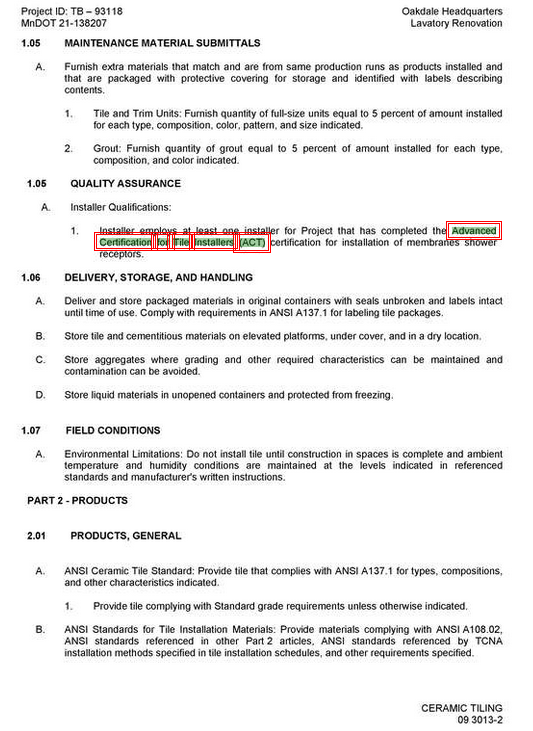 Project ID: TB – 93118 Oakdale Headquarters
MnDOT 21-138207 Lavatory Renovation
1.05 MAINTENANCE MATERIAL SUBMITTALS
A. Furnish extra materials that match and are from same production runs as products installed and
that are packaged with protective covering for storage and identified with labels describing
contents.
1. Tile and Trim Units: Furnish quantity of full-size units equal to 5 percent of amount installed
for each type, composition, color, pattern, and size indicated.
2. Grout: Furnish quantity of grout equal to 5 percent of amount installed for each type,
composition, and color indicated.
1.05 QUALITY ASSURANCE
A. Installer Qualifications:
1. Installer employs at least one installer for Project that has completed the Advanced
Certification for Tile Installers (ACT) certification for installation of membranes shower
receptors.
1.06 DELIVERY, STORAGE, AND HANDLING
A. Deliver and store packaged materials in original containers with seals unbroken and labels intact
until time of use. Comply with requirements in ANSI A137.1 for labeling tile packages.
B. Store tile and cementitious materials on elevated platforms, under cover, and in a dry location.
C. Store aggregates where grading and other required characteristics can be maintained and
contamination can be avoided.
D. Store liquid materials in unopened containers and protected from freezing.
1.07 FIELD CONDITIONS
A. Environmental Limitations: Do not install tile until construction in spaces is complete and ambient
temperature and humidity conditions are maintained at the levels indicated in referenced
standards and manufacturer's written instructions.
PART 2 - PRODUCTS
2.01 PRODUCTS, GENERAL
A. ANSI Ceramic Tile Standard: Provide tile that complies with ANSI A137.1 for types, compositions,
and other characteristics indicated.
1. Provide tile complying with Standard grade requirements unless otherwise indicated.
B. ANSI Standards for Tile Installation Materials: Provide materials complying with ANSI A108.02,
ANSI standards referenced in other Part 2 articles, ANSI standards referenced by TCNA
installation methods specified in tile installation schedules, and other requirements specified.
CERAMIC TILING
09 3013-2